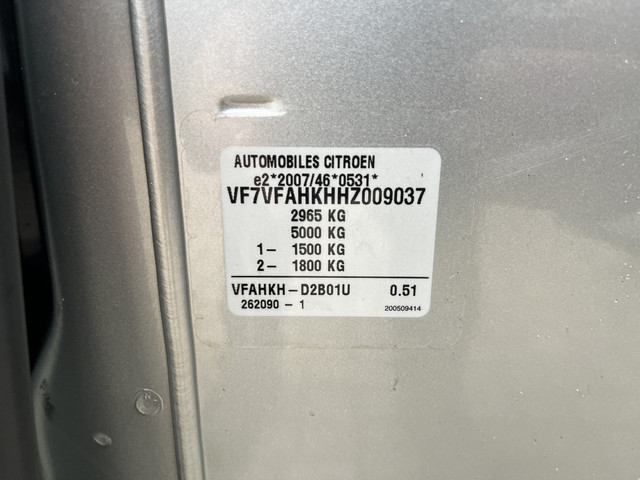 AUTOMOBILES CITROEN
e2*2007/46*0531*
VF7VFAHKHHZ009037
2965 KG
5000 KG
1- 1500 KG
2- 1800 KG
VFAHKH-D2B01U 0.51
262090-1 200509414